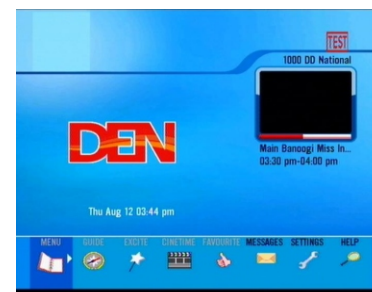 TEST
1000 DD National
DEN
Main Banoogi Miss In...
03:30 pm-04:00 pm
Thu Aug 12 03:44 pm
MENU GUIDE EXCITE CINETIME FAVOURITE MESSAGES SETTINGS HELP